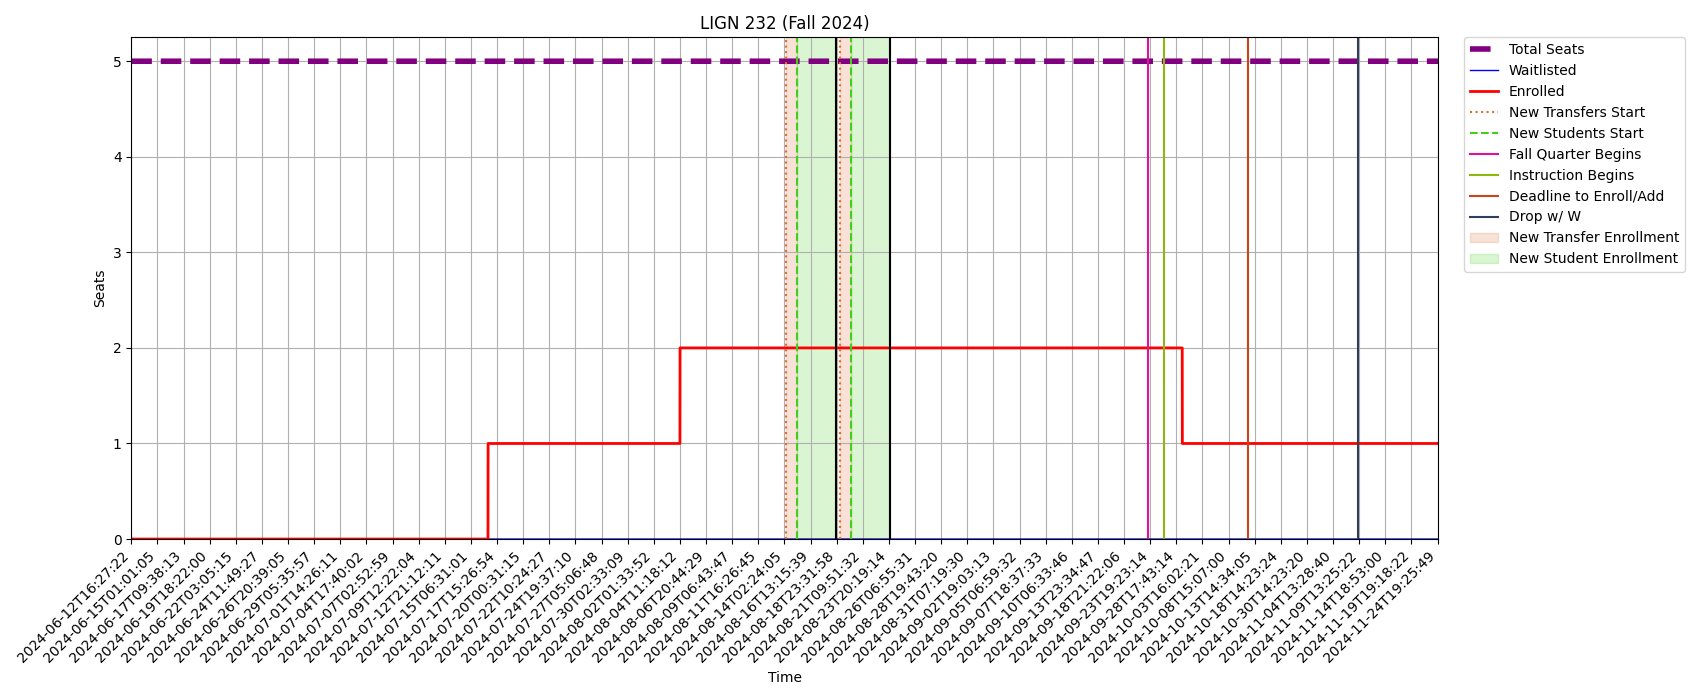 LIGN 232 (Fall 2024)
5
4
3
2
1
0
Seats
Total Seats
Waitlisted
Enrolled
New Transfers Start
New Students Start
Fall Quarter Begins
Instruction Begins
Deadline to Enroll/Add
Drop w/ W
New Transfer Enrollment
New Student Enrollment
2024-06-12T16:27:22
2024-06-15T01:01:05
2024-06-17T09:38:13
2024-06-19T18:22:00
2024-06-22T03:05:15
2024-06-24T11:49:27
2024-06-26T20:39:05
2024-06-29T05:35:57
2024-07-01T14:26:11
2024-07-04T17:40:02
2024-07-07T02:52:59
2024-07-09T12:22:04
2024-07-12T21:12:11
2024-07-15T06:31:01
2024-07-17T15:26:54
2024-07-20T00:31:15
2024-07-22T10:24:27
2024-07-24T19:37:10
2024-07-27T05:06:48
2024-07-30T02:33:09
2024-08-02T01:33:52
2024-08-04T11:18:12
2024-08-06T20:44:29
2024-08-09T06:43:47
2024-08-11T16:26:45
2024-08-14T02:24:05
2024-08-16T13:15:39
2024-08-18T23:31:58
2024-08-21T09:51:32
2024-08-23T20:19:14
2024-08-26T06:55:31
2024-08-28T19:43:20
2024-08-31T07:19:30
2024-09-02T19:03:13
2024-09-05T06:59:32
2024-09-07T18:37:33
2024-09-10T06:33:46
2024-09-13T23:34:47
2024-09-18T21:22:06
2024-09-23T19:23:14
2024-09-28T17:43:14
2024-10-03T16:02:21
2024-10-08T15:07:00
2024-10-13T14:34:05
2024-10-18T14:23:24
2024-10-30T14:23:20
2024-11-04T13:28:40
2024-11-09T13:25:22
2024-11-14T18:53:00
2024-11-19T19:18:22
2024-11-24T19:25:49
Time